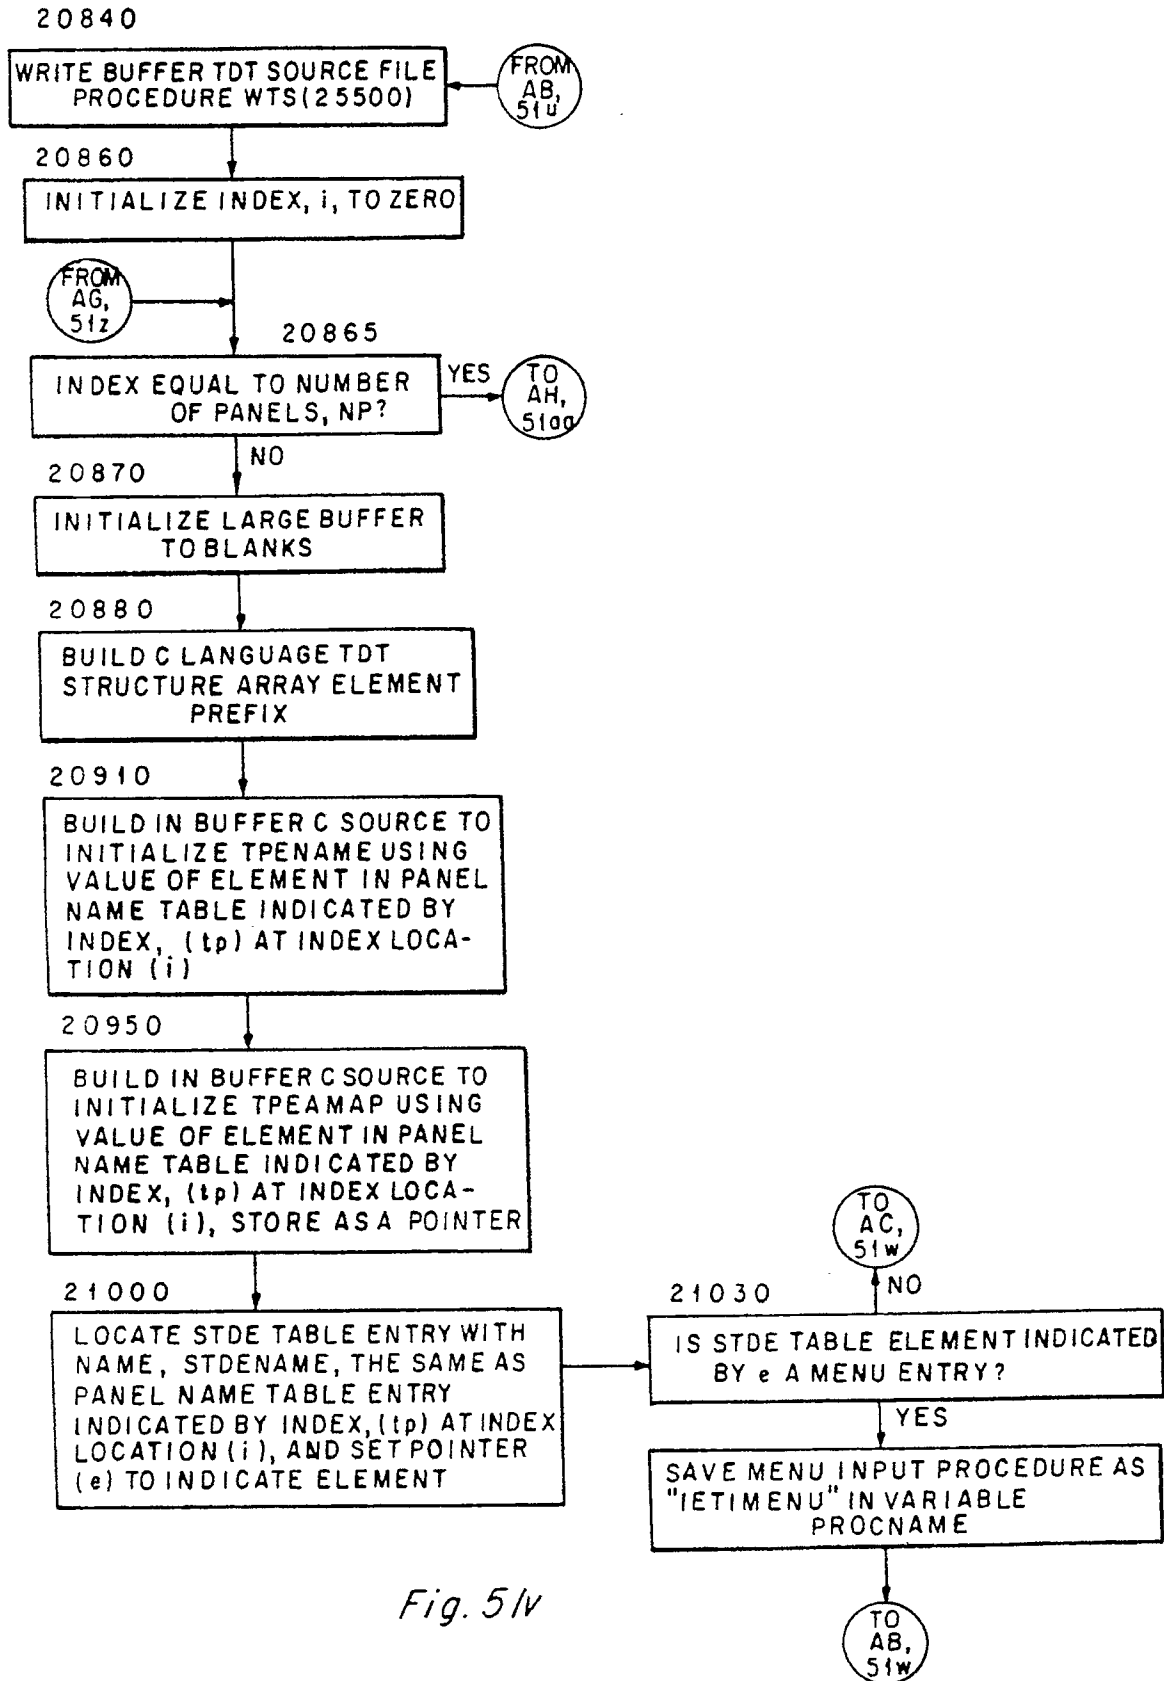 20840
WRITE BUFFER TDT SOURCE FILE
PROCEDURE WTS(25500)
FROM
AB,
51u
20860
INITIALIZE INDEX, i, TO ZERO
FROM
AG,
51z
20865
INDEX EQUAL TO NUMBER
OF PANELS, NP?
YES
TO
AH,
51aa
NO
20870
INITIALIZE LARGE BUFFER
TO BLANKS
20880
BUILD C LANGUAGE TDT
STRUCTURE ARRAY ELEMENT
PREFIX
20910
BUILD IN BUFFER C SOURCE TO
INITIALIZE TPENAME USING
VALUE OF ELEMENT IN PANEL
NAME TABLE INDICATED BY
INDEX, (tp) AT INDEX LOCA-
TION (i)
20950
BUILD IN BUFFER C SOURCE TO
INITIALIZE TPEAMAP USING
VALUE OF ELEMENT IN PANEL
NAME TABLE INDICATED BY
INDEX, (tp) AT INDEX LOCA-
TION (i), STORE AS A POINTER
21000
LOCATE STDE TABLE ENTRY WITH
NAME, STDENAME, THE SAME AS
PANEL NAME TABLE ENTRY
INDICATED BY INDEX, (tp) AT INDEX
LOCATION (i), AND SET POINTER
(e) TO INDICATE ELEMENT
TO
AC,
51w
NO
21030
IS STDE TABLE ELEMENT INDICATED
BY e A MENU ENTRY?
YES
SAVE MENU INPUT PROCEDURE AS
"IETIMENU" IN VARIABLE
PROCNAME
TO
AB,
51w
Fig. 51v